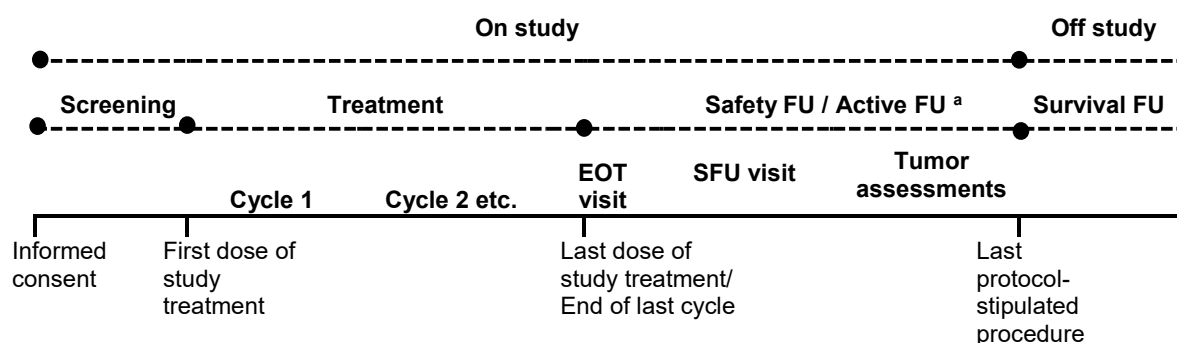 On study Off study
Screening Treatment Safety FU / Active FU ª Survival FU
EOT visit SFU visit Tumor assessments
Cycle 1 Cycle 2 etc.
Informed consent
First dose of study treatment
Last dose of study treatment/ End of last cycle
Last protocol-stipulated procedure